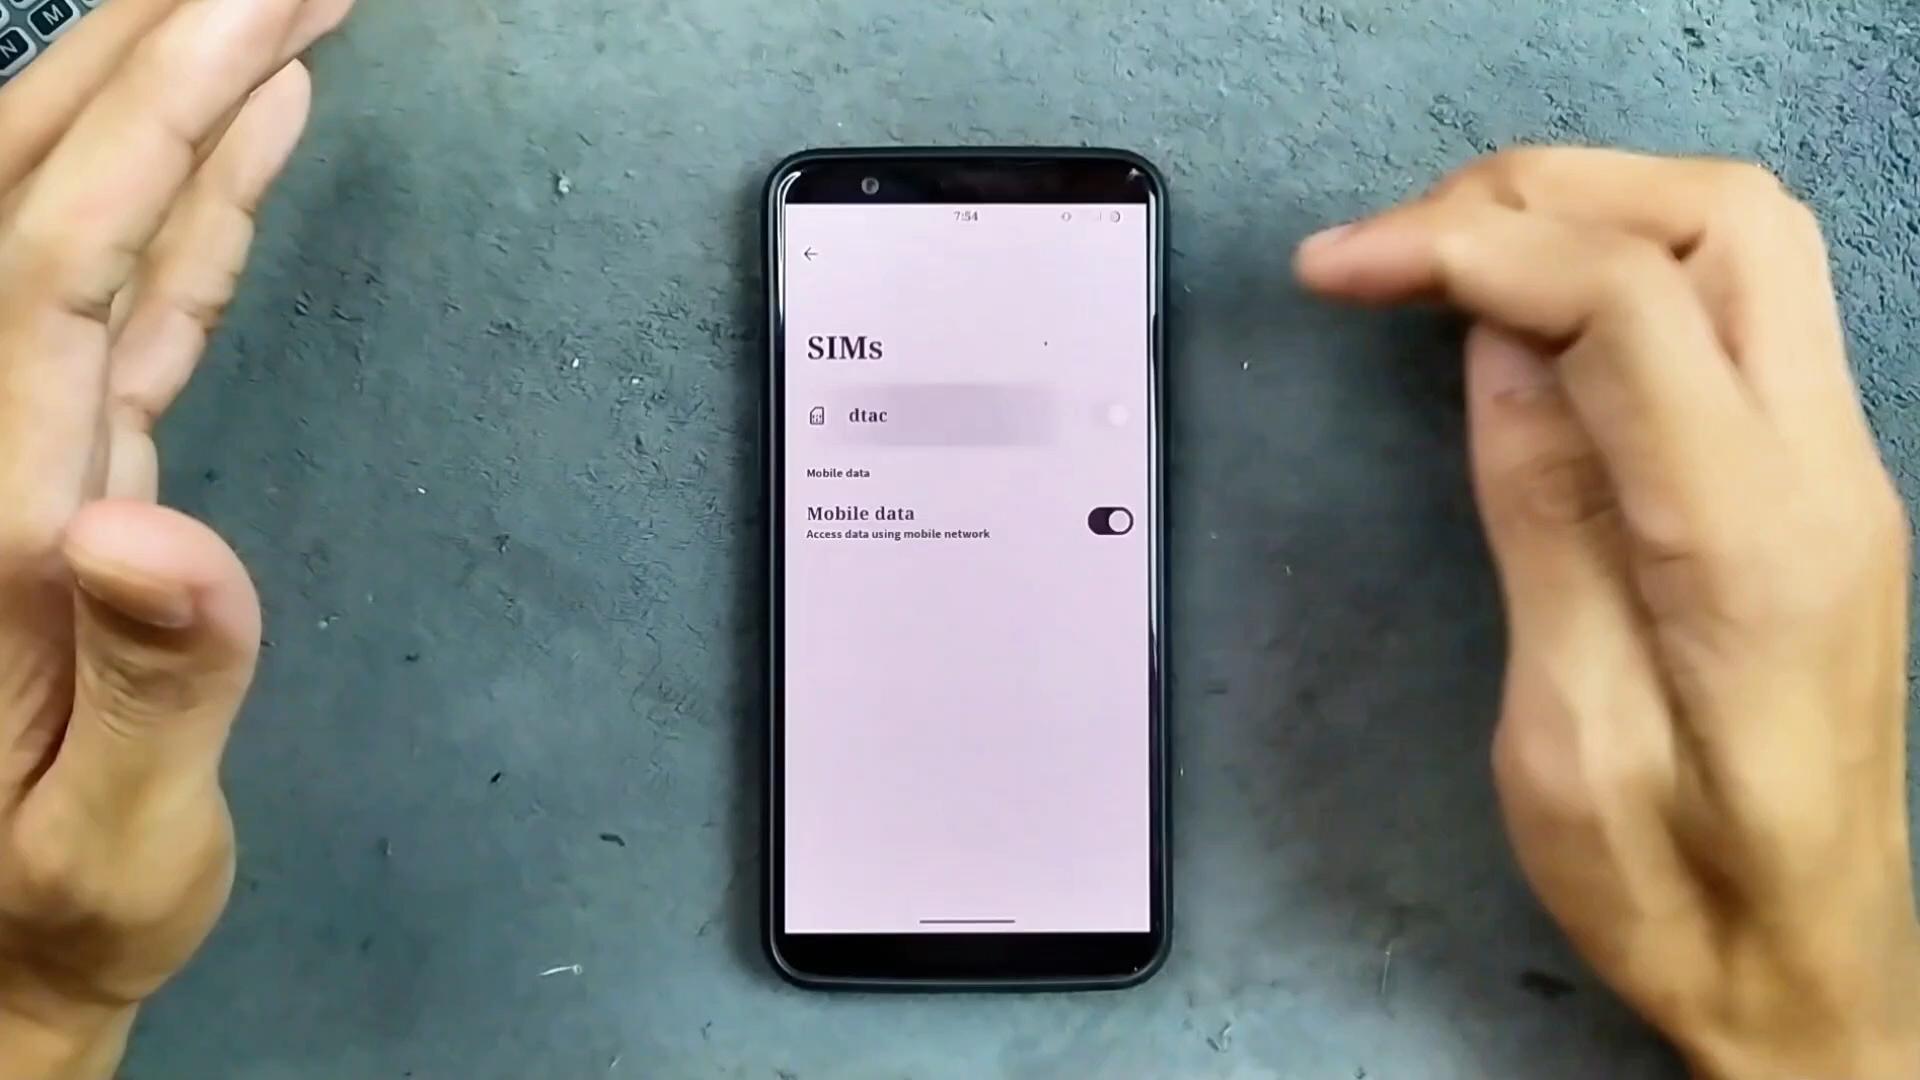 M
N
7:54
SIMs
dtac
Mobile data
Mobile data
Access data using mobile network